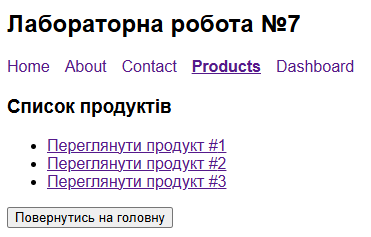 Лабораторна робота №7
Home About Contact Products Dashboard
Список продуктів
Переглянути продукт #1
Переглянути продукт #2
Переглянути продукт #3
Повернутись на головну